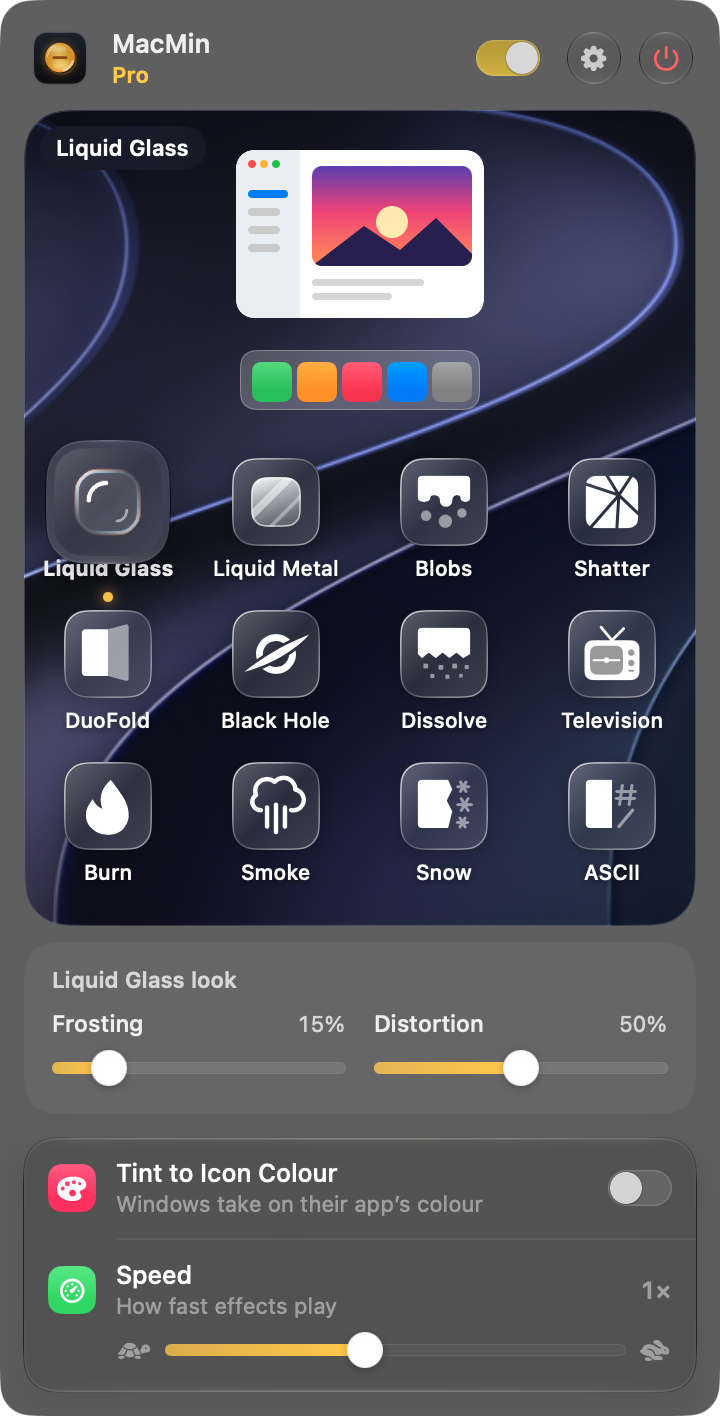 MacMin
Pro
Liquid Glass
Liquid Glass
Liquid Metal
Blobs
Shatter
DuoFold
Black Hole
Dissolve
Television
Burn
Smoke
Snow
ASCII
Liquid Glass look
Frosting
15%
Distortion
50%
Tint to Icon Colour
Windows take on their app’s colour
Speed
1×
How fast effects play